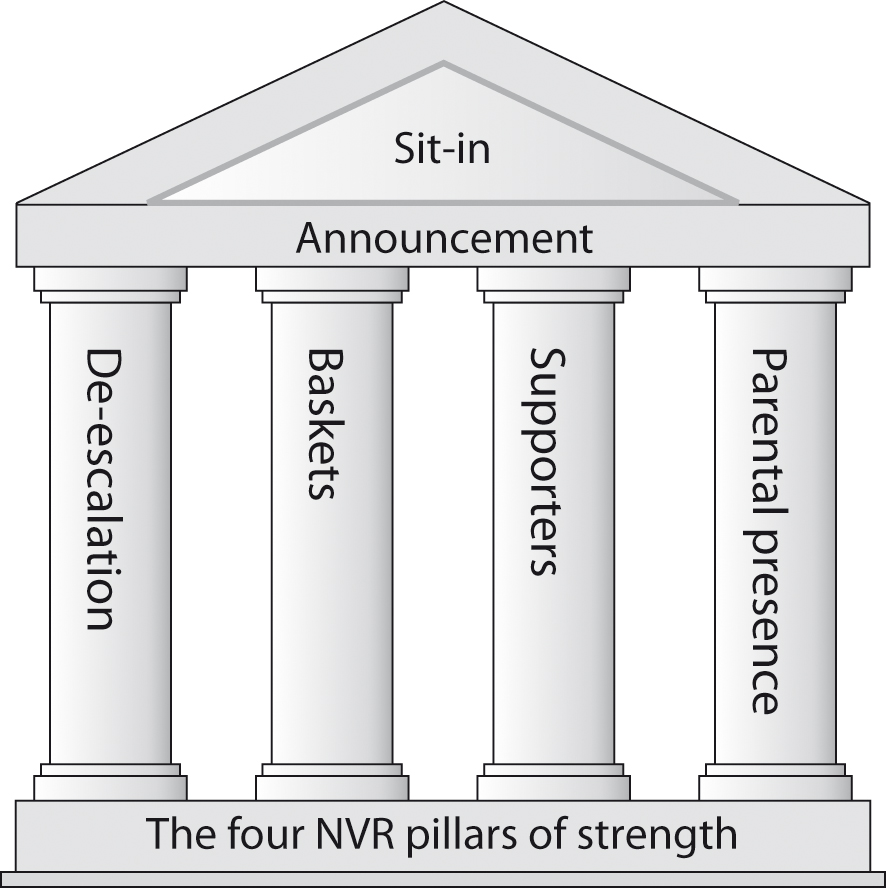 Sit-in
Announcement
De-escalation
Baskets
Supporters
Parental presence
The four NVR pillars of strength